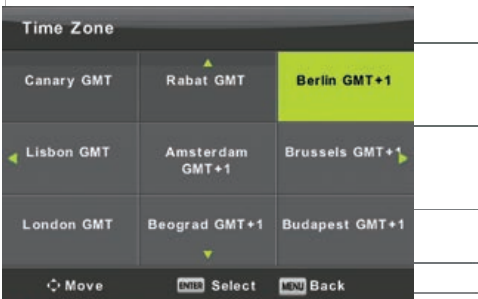 Time Zone
Canary GMT
Rabat GMT
Berlin GMT+1
Lisbon GMT
Amsterdam
GMT+1
Brussels GMT+1
London GMT
Beograd GMT+1
Budapest GMT+1
Move
ENTER Select
MENU Back